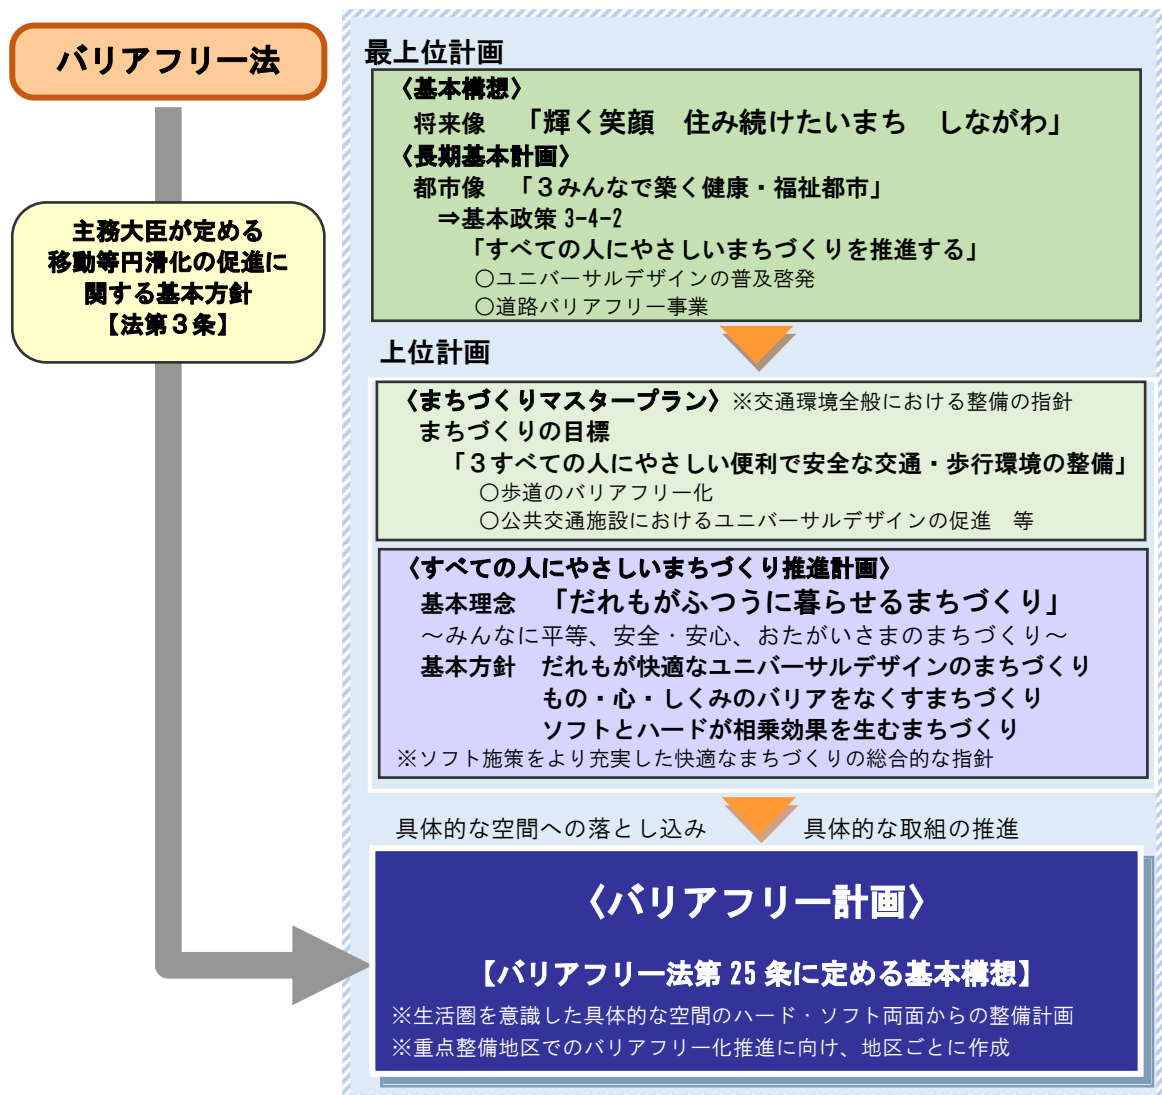 バリアフリー法
主務大臣が定める
移動等円滑化の促進に
関する基本方針
【法第３条】
最上位計画
〈基本構想〉
将来像　「輝く笑顔　住み続けたいまち　しながわ」
〈長期基本計画〉
都市像　「３みんなで築く健康・福祉都市」
⇒基本政策 3-4-2
「すべての人にやさしいまちづくりを推進する」
○ユニバーサルデザインの普及啓発
○道路バリアフリー事業
上位計画
〈まちづくりマスタープラン〉※交通環境全般における整備の指針
まちづくりの目標
「３すべての人にやさしい便利で安全な交通・歩行環境の整備」
○歩道のバリアフリー化
○公共交通施設におけるユニバーサルデザインの促進　等
〈すべての人にやさしいまちづくり推進計画〉
基本理念　「だれもがふつうに暮らせるまちづくり」
～みんなに平等、安全・安心、おたがいさまのまちづくり～
基本方針　だれもが快適なユニバーサルデザインのまちづくり
もの・心・しくみのバリアをなくすまちづくり
ソフトとハードが相乗効果を生むまちづくり
※ソフト施策をより充実した快適なまちづくりの総合的な指針
具体的な空間への落とし込み　具体的な取組の推進
〈バリアフリー計画〉
【バリアフリー法第 25 条に定める基本構想】
※生活圏を意識した具体的な空間のハード・ソフト両面からの整備計画
※重点整備地区でのバリアフリー化推進に向け、地区ごとに作成